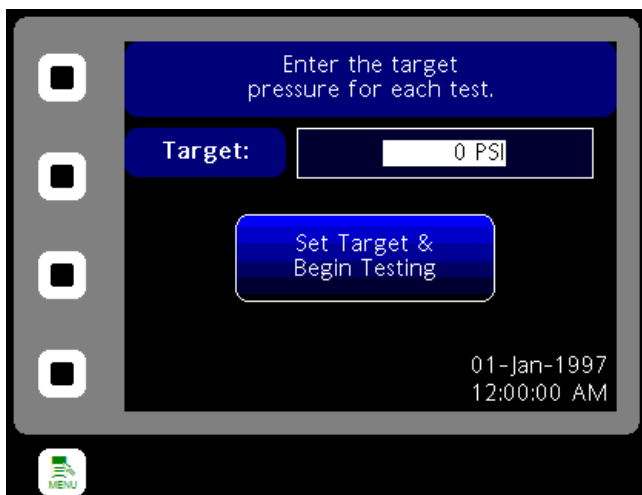 Enter the target
pressure for each test.
Target:
0 PSI
Set Target &
Begin Testing
01-Jan-1997
12:00:00 AM
MENU